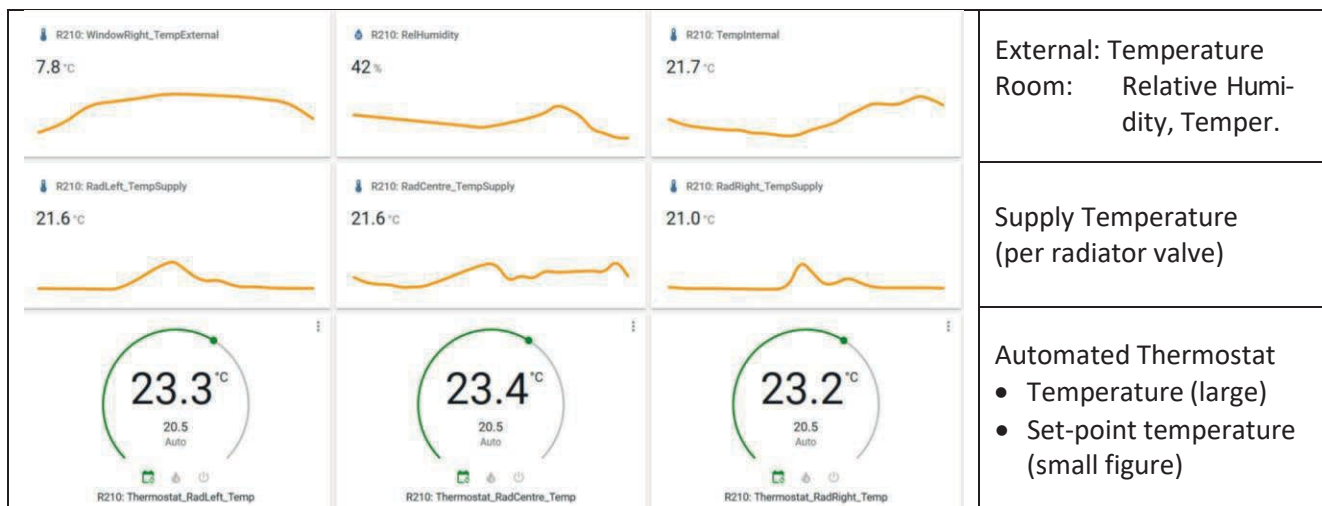 R210: WindowRight_TempExternal
7.8 °C
R210: RelHumidity
42 %
R210: TempInternal
21.7 °C
External: Temperature
Room: Relative Humi-
dity, Temper.
R210: RadLeft_TempSupply
21.6 °C
R210: RadCentre_TempSupply
21.6 °C
R210: RadRight_TempSupply
21.0 °C
Supply Temperature
(per radiator valve)
23.3 °C
20.5
Auto
R210: Thermostat_RadLeft_Temp
23.4 °C
20.5
Auto
R210: Thermostat_RadCentre_Temp
23.2 °C
20.5
Auto
R210: Thermostat_RadRight_Temp
Automated Thermostat
• Temperature (large)
• Set-point temperature
(small figure)